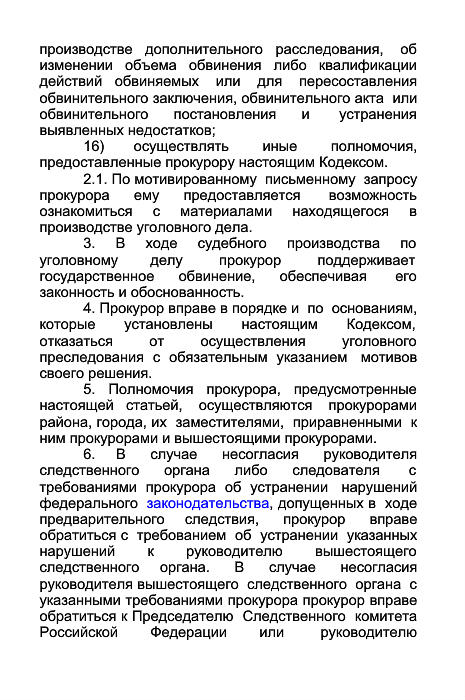 производстве дополнительного расследования, об
изменении объема обвинения либо квалификации
действий обвиняемых или для пересоставления
обвинительного заключения, обвинительного акта или
обвинительного постановления и устранения
выявленных недостатков;
16) осуществлять иные полномочия,
предоставленные прокурору настоящим Кодексом.
2.1. По мотивированному письменному запросу
прокурора ему предоставляется возможность
ознакомиться с материалами находящегося в
производстве уголовного дела.
3. В ходе судебного производства по
уголовному делу прокурор поддерживает
государственное обвинение, обеспечивая его
законность и обоснованность.
4. Прокурор вправе в порядке и по основаниям,
которые установлены настоящим Кодексом,
отказаться от осуществления уголовного
преследования с обязательным указанием мотивов
своего решения.
5. Полномочия прокурора, предусмотренные
настоящей статьей, осуществляются прокурорами
района, города, их заместителями, приравненными к
ним прокурорами и вышестоящими прокурорами.
6. В случае несогласия руководителя
следственного органа либо следователя с
требованиями прокурора об устранении нарушений
федерального законодательства, допущенных в ходе
предварительного следствия, прокурор вправе
обратиться с требованием об устранении указанных
нарушений к руководителю вышестоящего
следственного органа. В случае несогласия
руководителя вышестоящего следственного органа с
указанными требованиями прокурора прокурор вправе
обратиться к Председателю Следственного комитета
Российской Федерации или руководителю